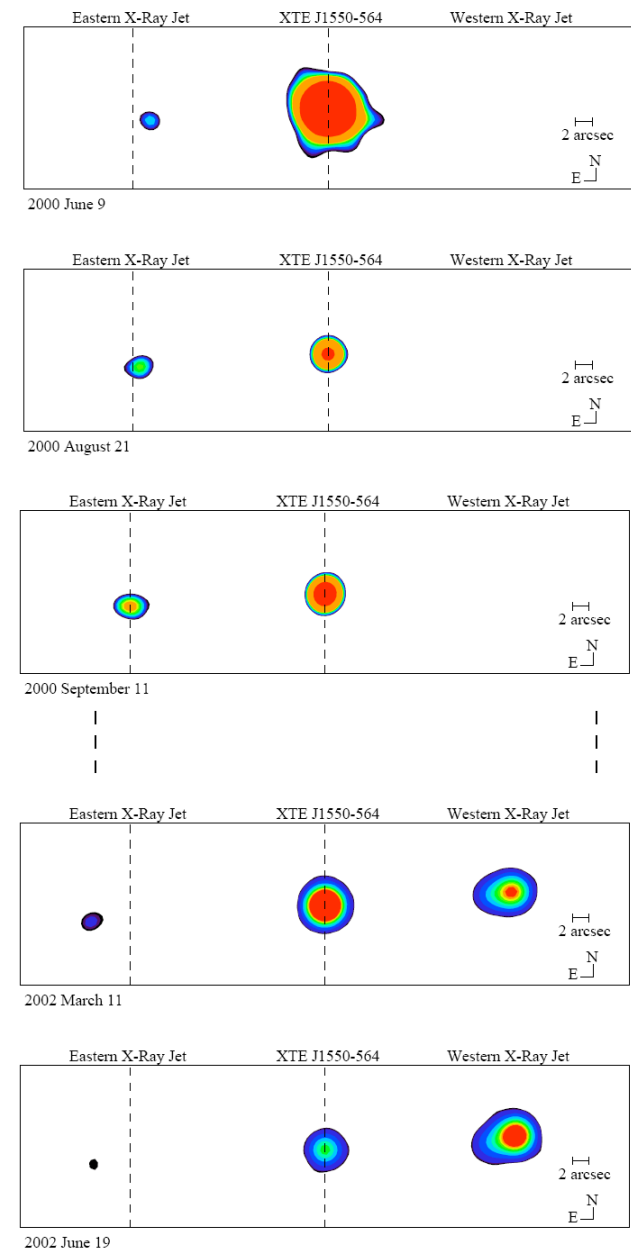 Eastern X-Ray Jet XTE J1550-564 Western X-Ray Jet
2 arcsec
N
E
2000 June 9
Eastern X-Ray Jet XTE J1550-564 Western X-Ray Jet
2 arcsec
N
E
2000 August 21
Eastern X-Ray Jet XTE J1550-564 Western X-Ray Jet
2 arcsec
N
E
2000 September 11
Eastern X-Ray Jet XTE J1550-564 Western X-Ray Jet
2 arcsec
N
E
2002 March 11
Eastern X-Ray Jet XTE J1550-564 Western X-Ray Jet
2 arcsec
N
E
2002 June 19